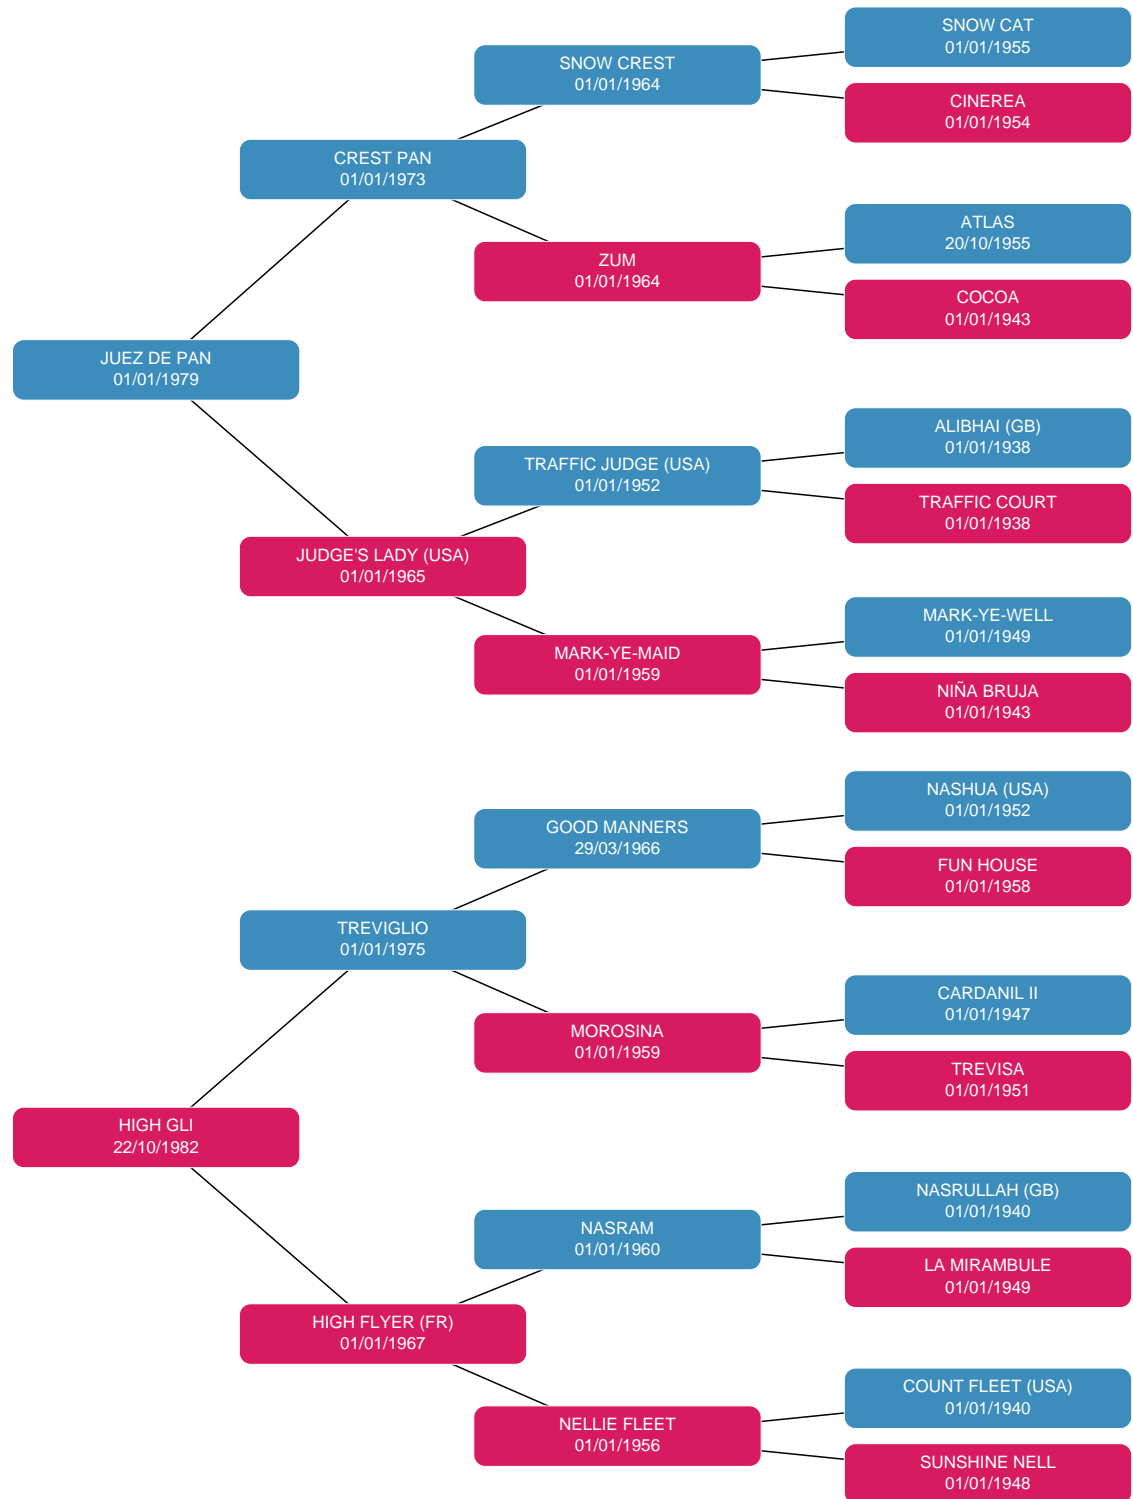 SNOW CAT
01/01/1955
SNOW CREST
01/01/1964
CINEREA
01/01/1954
CREST PAN
01/01/1973
ATLAS
20/10/1955
ZUM
01/01/1964
COCOA
01/01/1943
JUEZ DE PAN
01/01/1979
ALIBHAI (GB)
01/01/1938
TRAFFIC JUDGE (USA)
01/01/1952
TRAFFIC COURT
01/01/1938
JUDGE'S LADY (USA)
01/01/1965
MARK-YE-WELL
01/01/1949
MARK-YE-MAID
01/01/1959
NIÑA BRUJA
01/01/1943
NASHUA (USA)
01/01/1952
GOOD MANNERS
29/03/1966
FUN HOUSE
01/01/1958
TREVIGLIO
01/01/1975
CARDANIL II
01/01/1947
MOROSINA
01/01/1959
TREVISA
01/01/1951
HIGH GLI
22/10/1982
NASRULLAH (GB)
01/01/1940
NASRAM
01/01/1960
LA MIRAMBULE
01/01/1949
HIGH FLYER (FR)
01/01/1967
COUNT FLEET (USA)
01/01/1940
NELLIE FLEET
01/01/1956
SUNSHINE NELL
01/01/1948